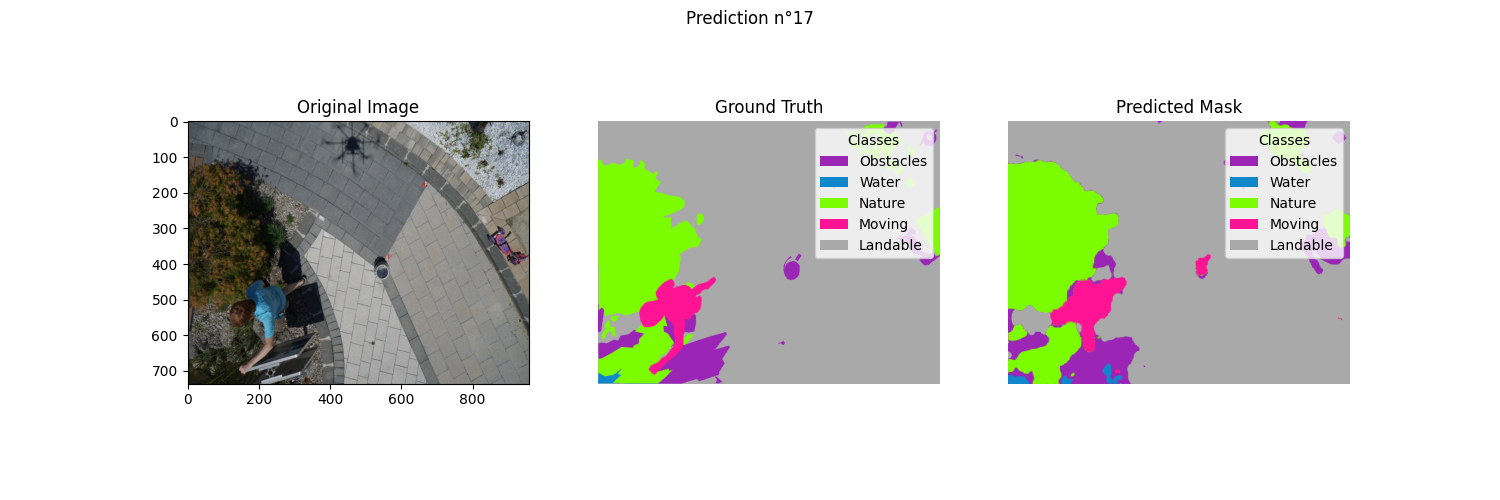 Prediction n°17
Original Image
Ground Truth
Predicted Mask
0
100
200
300
400
500
600
700
0
200
400
600
800
Classes
Obstacles
Water
Nature
Moving
Landable
Classes
Obstacles
Water
Nature
Moving
Landable